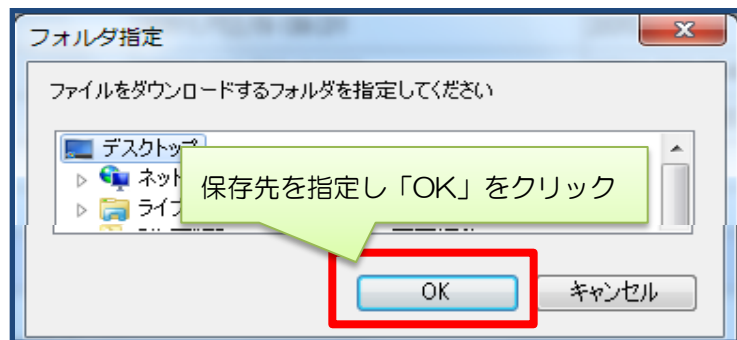 フォルダ指定
ファイルをダウンロードするフォルダを指定してください
デスクトップ
保存先を指定し「OK」をクリック
OK
キャンセル